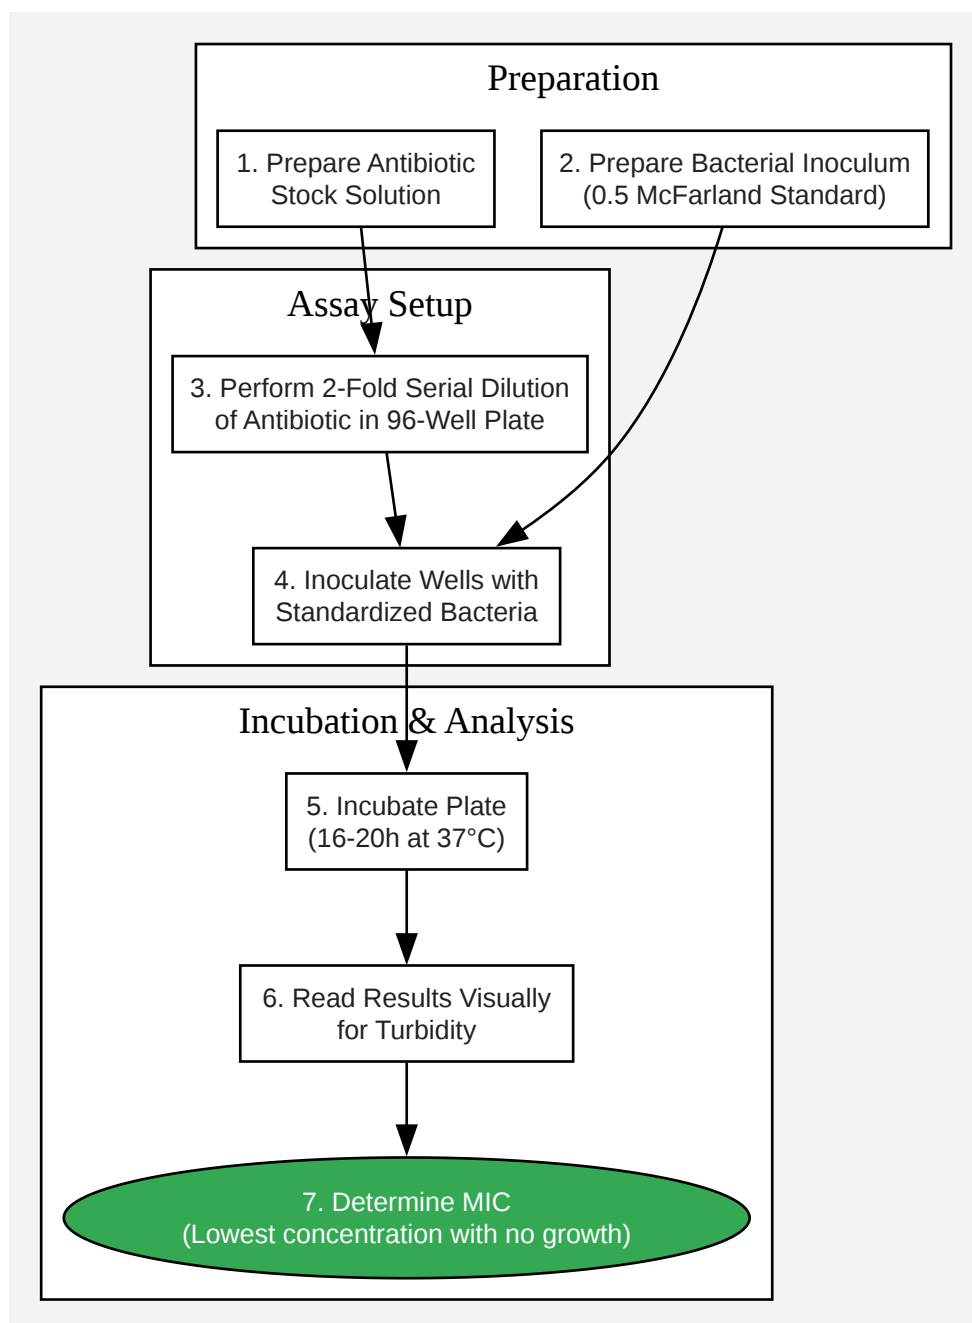 Preparation
1. Prepare Antibiotic
Stock Solution
2. Prepare Bacterial Inoculum
(0.5 McFarland Standard)
Assay Setup
3. Perform 2-Fold Serial Dilution
of Antibiotic in 96-Well Plate
4. Inoculate Wells with
Standardized Bacteria
Incubation & Analysis
5. Incubate Plate
(16-20h at 37°C)
6. Read Results Visually
for Turbidity
7. Determine MIC
(Lowest concentration with no growth)